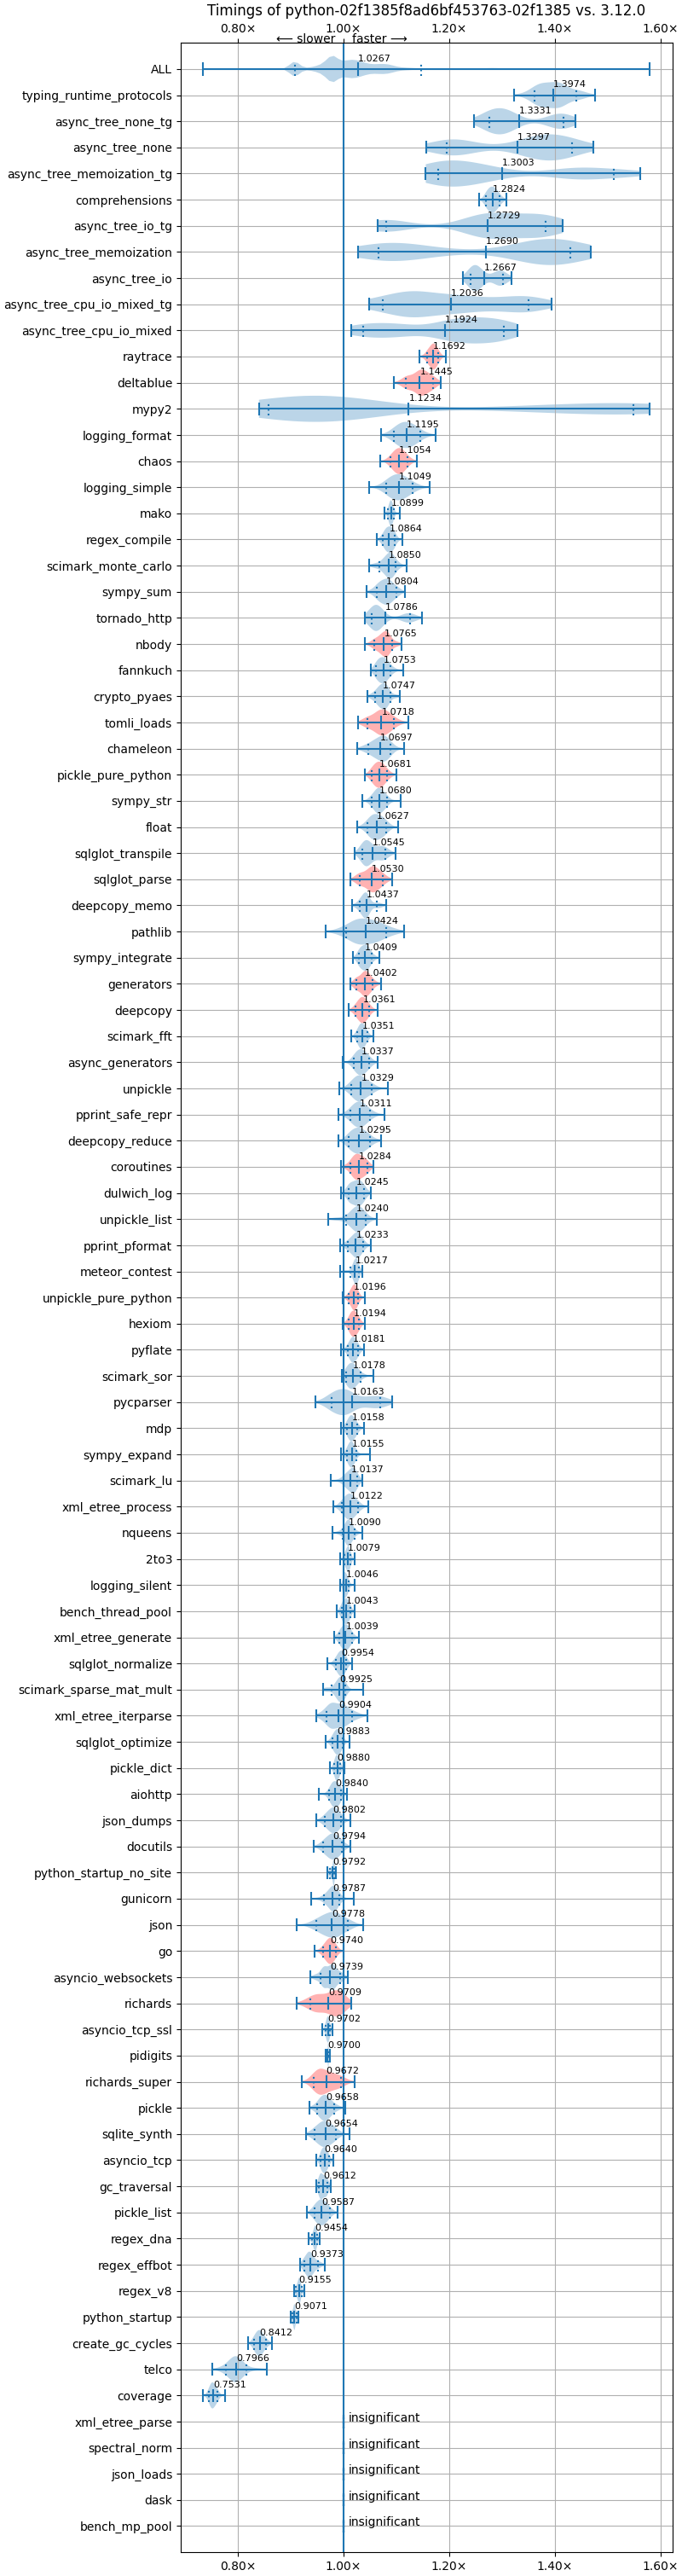 Timings of python-02f1385f8ad6bf453763-02f1385 vs. 3.12.0
0.80× 1.00× 1.20× 1.40× 1.60×
⟵ slower faster ⟶
ALL 1.0267
typing_runtime_protocols 1.3974
async_tree_none_tg 1.3331
async_tree_none 1.3297
async_tree_memoization_tg 1.3003
comprehensions 1.2824
async_tree_io_tg 1.2729
async_tree_memoization 1.2690
async_tree_io 1.2667
async_tree_cpu_io_mixed_tg 1.2036
async_tree_cpu_io_mixed 1.1924
raytrace 1.1692
deltablue 1.1445
mypy2 1.1234
logging_format 1.1195
chaos 1.1054
logging_simple 1.1049
mako 1.0899
regex_compile 1.0864
scimark_monte_carlo 1.0850
sympy_sum 1.0804
tornado_http 1.0786
nbody 1.0765
fannkuch 1.0753
crypto_pyaes 1.0747
tomli_loads 1.0718
chameleon 1.0697
pickle_pure_python 1.0681
sympy_str 1.0680
float 1.0627
sqlglot_transpile 1.0545
sqlglot_parse 1.0530
deepcopy_memo 1.0437
pathlib 1.0424
sympy_integrate 1.0409
generators 1.0402
deepcopy 1.0361
scimark_fft 1.0351
async_generators 1.0337
unpickle 1.0329
pprint_safe_repr 1.0311
deepcopy_reduce 1.0295
coroutines 1.0284
dulwich_log 1.0245
unpickle_list 1.0240
pprint_pformat 1.0233
meteor_contest 1.0217
unpickle_pure_python 1.0196
hexiom 1.0194
pyflate 1.0181
scimark_sor 1.0178
pycparser 1.0163
mdp 1.0158
sympy_expand 1.0155
scimark_lu 1.0137
xml_etree_process 1.0122
nqueens 1.0090
2to3 1.0079
logging_silent 1.0046
bench_thread_pool 1.0043
xml_etree_generate 1.0039
sqlglot_normalize 0.9954
scimark_sparse_mat_mult 0.9925
xml_etree_iterparse 0.9904
sqlglot_optimize 0.9883
pickle_dict 0.9880
aiohttp 0.9840
json_dumps 0.9802
docutils 0.9794
python_startup_no_site 0.9792
gunicorn 0.9787
json 0.9778
go 0.9740
asyncio_websockets 0.9739
richards 0.9709
asyncio_tcp_ssl 0.9702
pidigits 0.9700
richards_super 0.9672
pickle 0.9658
sqlite_synth 0.9654
asyncio_tcp 0.9640
gc_traversal 0.9612
pickle_list 0.9587
regex_dna 0.9454
regex_effbot 0.9373
regex_v8 0.9155
python_startup 0.9071
create_gc_cycles 0.8412
telco 0.7966
coverage 0.7531
xml_etree_parse insignificant
spectral_norm insignificant
json_loads insignificant
dask insignificant
bench_mp_pool insignificant
0.80× 1.00× 1.20× 1.40× 1.60×